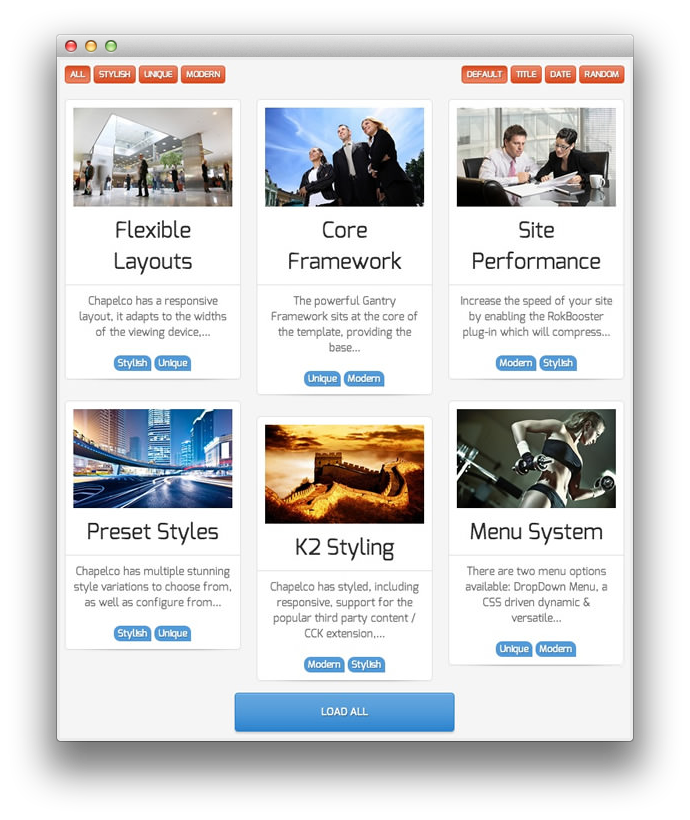 ALL STYLISH UNIQUE MODERN DEFAULT TITLE DATE RANDOM
Flexible
Layouts
Chapelco has a responsive
layout, it adapts to the widths
of the viewing device,...
Stylish Unique
Core
Framework
The powerful Gantry
Framework sits at the core of
the template, providing the
base...
Unique Modern
Site
Performance
Increase the speed of your site
by enabling the RokBooster
plug-in which will compress...
Modern Stylish
Preset Styles
Chapelco has multiple stunning
style variations to choose from,
as well as configure from...
Stylish Unique
K2 Styling
Chapelco has styled, including
responsive, support for the
popular third party content /
CCK extension,...
Modern Stylish
Menu System
There are two menu options
available: DropDown Menu, a
CSS driven dynamic &
versatile...
Unique Modern
LOAD ALL